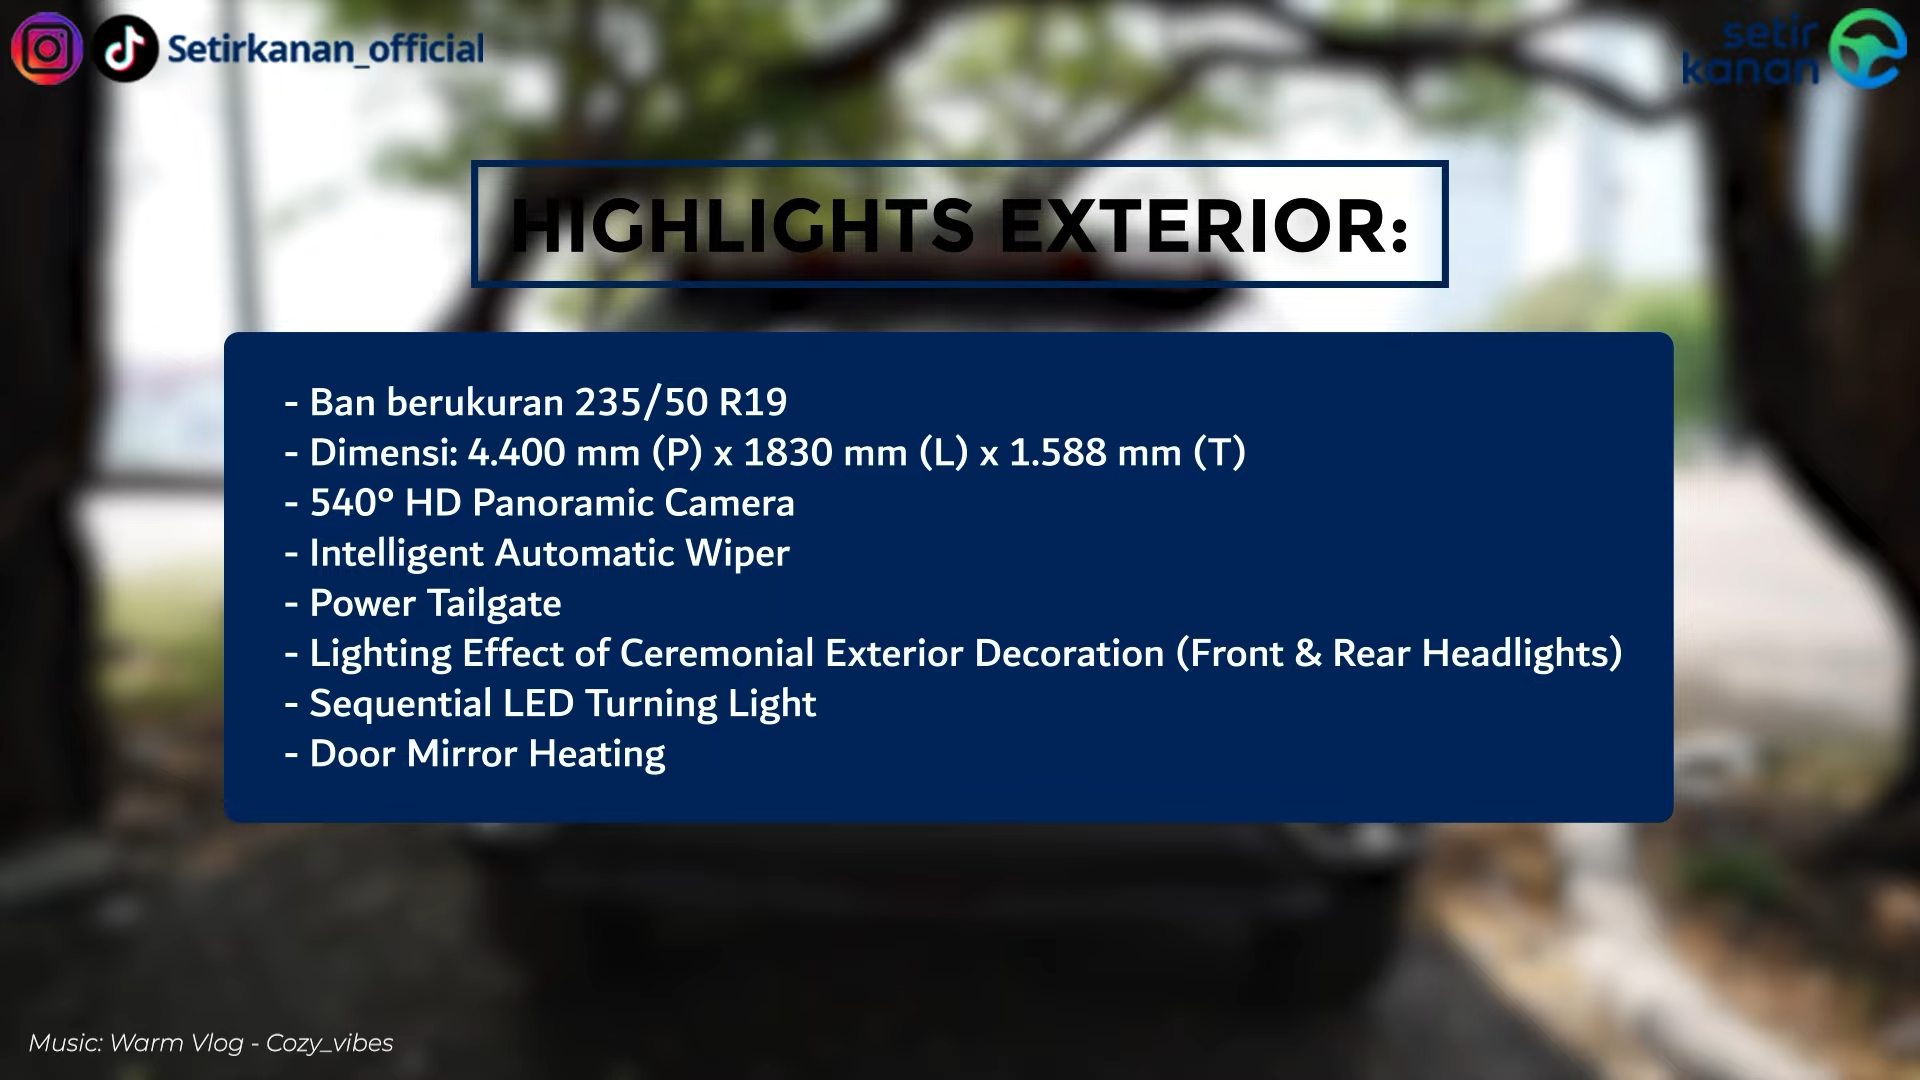 Setirkanan_official
setir
kanan
HIGHLIGHTS EXTERIOR:
- Ban berukuran 235/50 R19
- Dimensi: 4.400 mm (P) x 1830 mm (L) x 1.588 mm (T)
- 540° HD Panoramic Camera
- Intelligent Automatic Wiper
- Power Tailgate
- Lighting Effect of Ceremonial Exterior Decoration (Front & Rear Headlights)
- Sequential LED Turning Light
- Door Mirror Heating
Music: Warm Vlog - Cozy_vibes